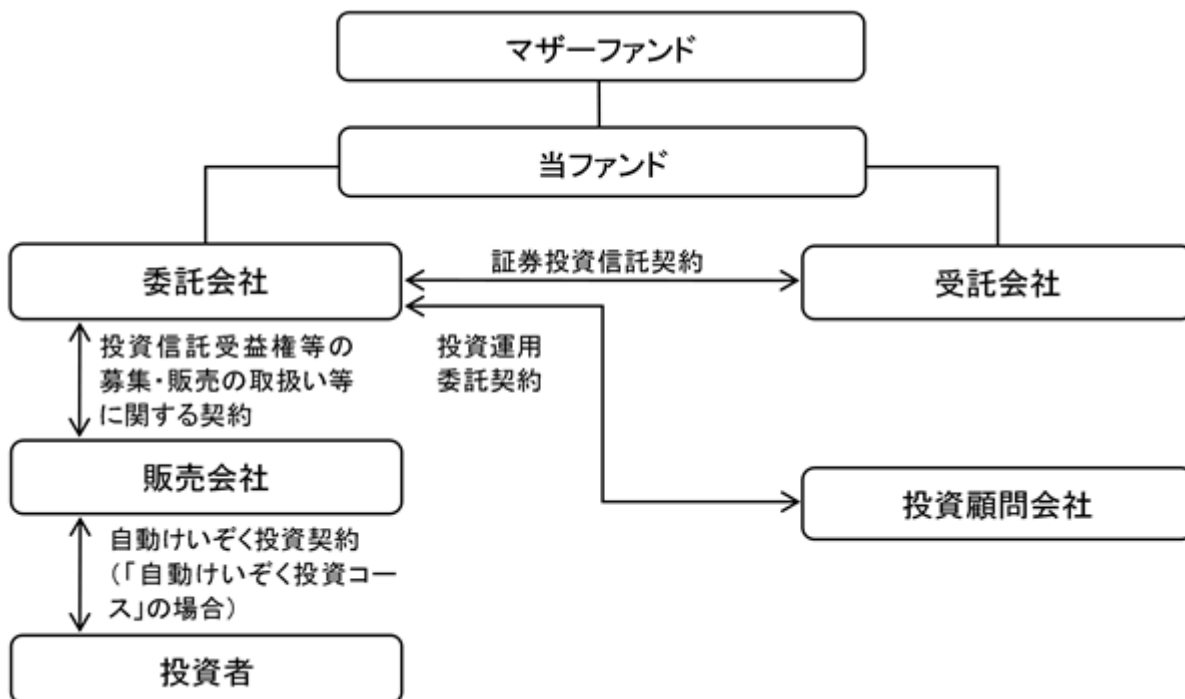 マザーファンド
当ファンド
委託会社
証券投資信託契約
受託会社
投資信託受益権等の
募集・販売の取扱い等
に関する契約
投資運用
委託契約
販売会社
投資顧問会社
自動けいぞく投資契約
（「自動けいぞく投資コー
ス」の場合）
投資者